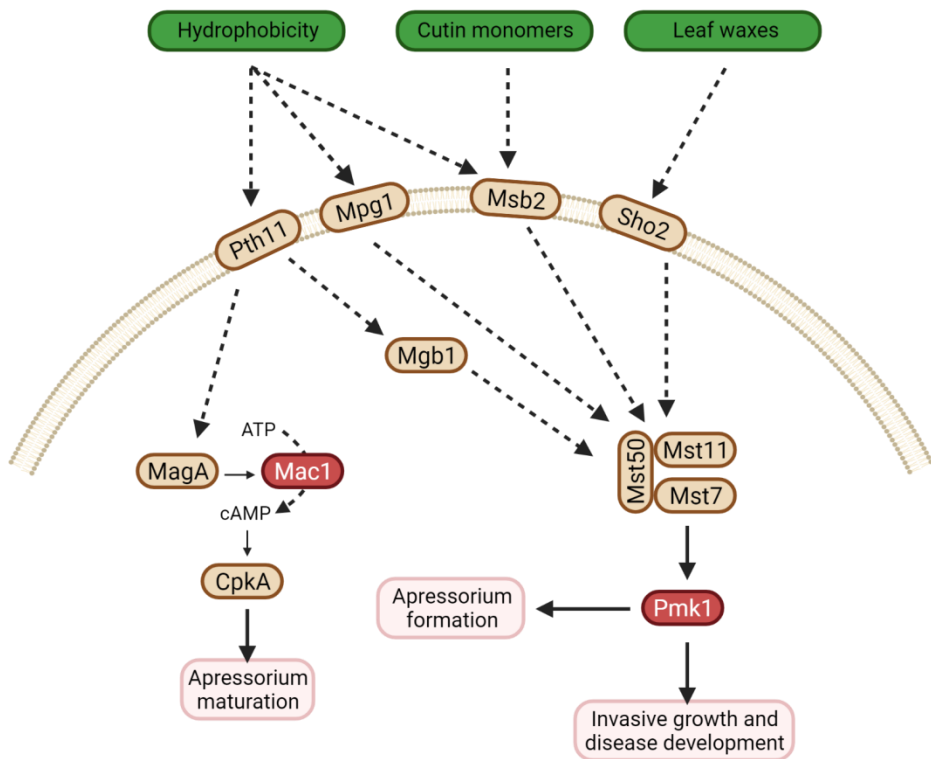 Hydrophobicity
Cutin monomers
Leaf waxes
Pth11
Mpg1
Msb2
Sho2
Mgb1
ATP
MagA
Mac1
cAMP
CpkA
Apressorium
maturation
Mst50
Mst11
Mst7
Pmk1
Apressorium
formation
Invasive growth and
disease development